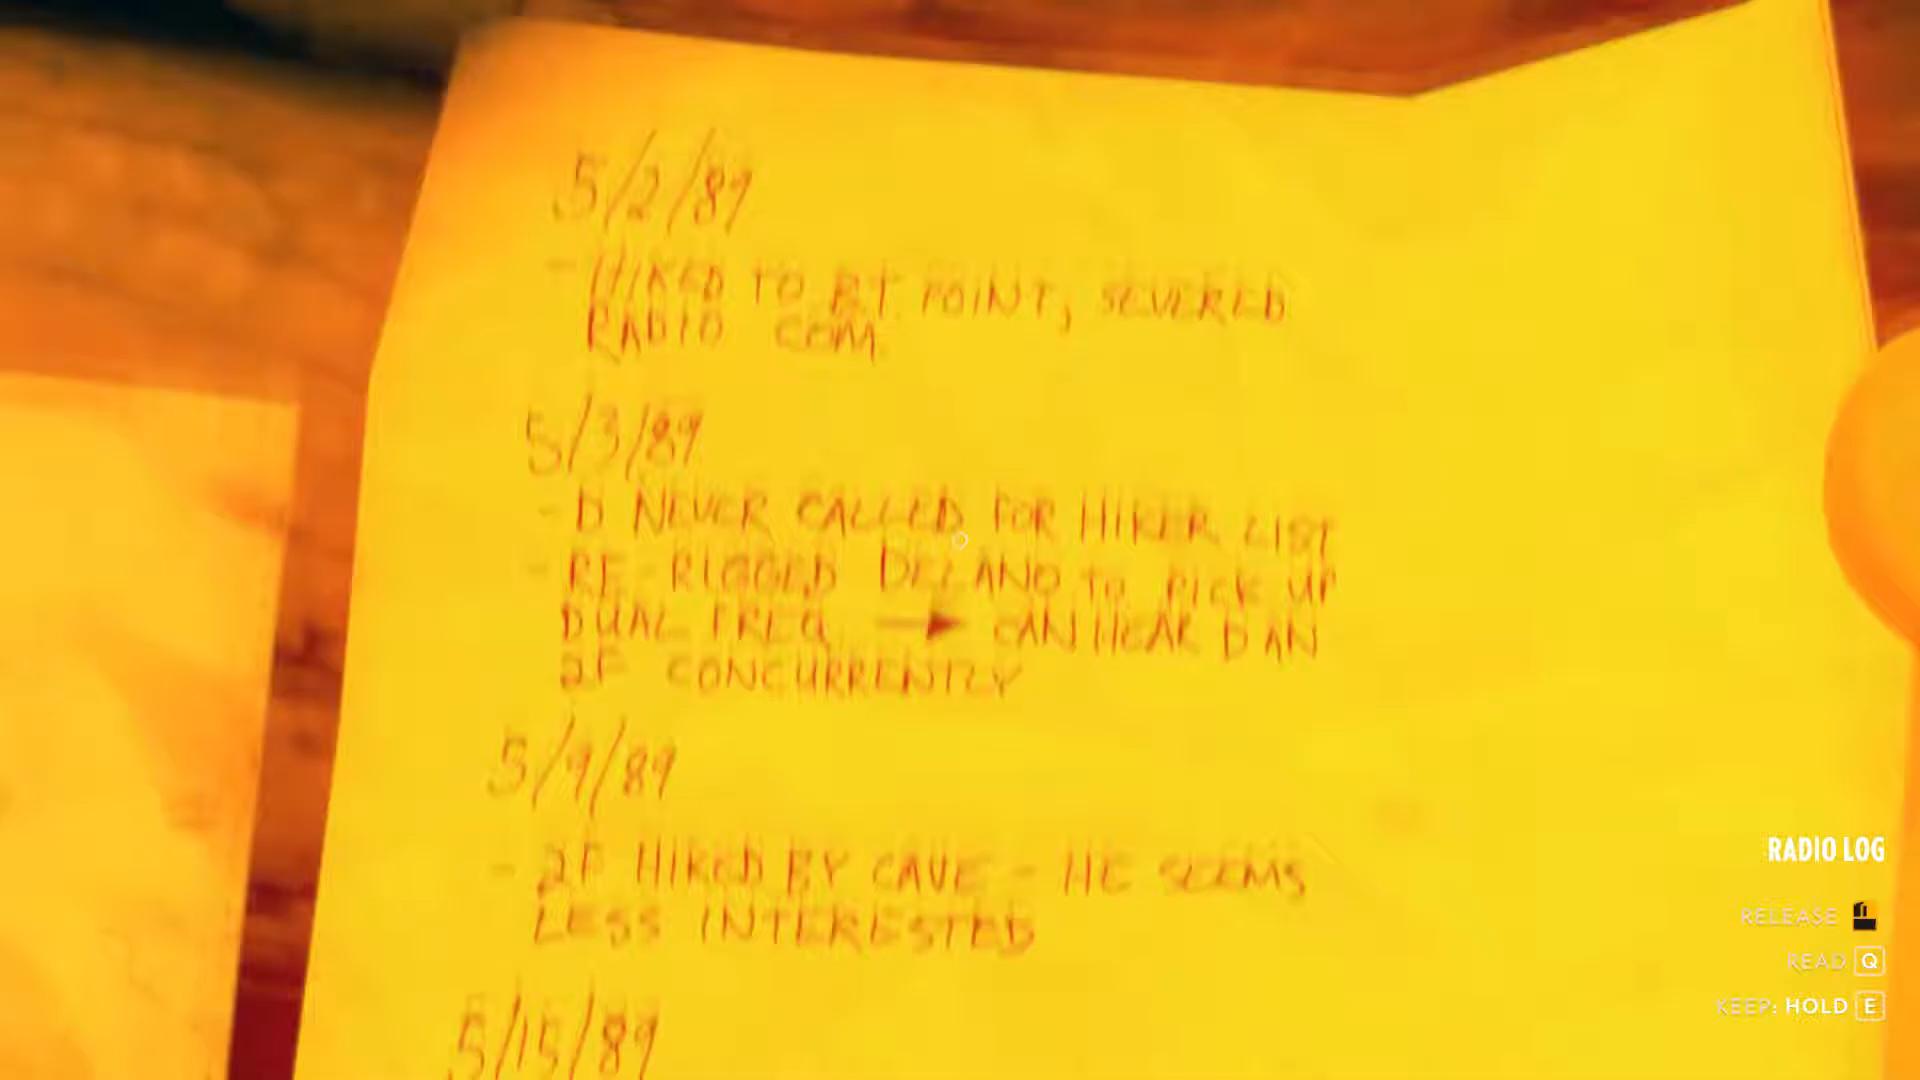 5/2/89
- HIKED TO B.T. POINT, SEVERED
RADIO COM.
5/3/89
- D NEVER CALLED FOR HIKER LIST
- RE-RIGGED DELANO TO PICK UP
DUAL FREQ. → CAN HEAR D AN
2F CONCURRENTLY
5/9/89
- 2F HIKED BY CAVE - HE SEEMS
LESS INTERESTED
5/15/89
RADIO LOG
RELEASE
READ Q
KEEP: HOLD E